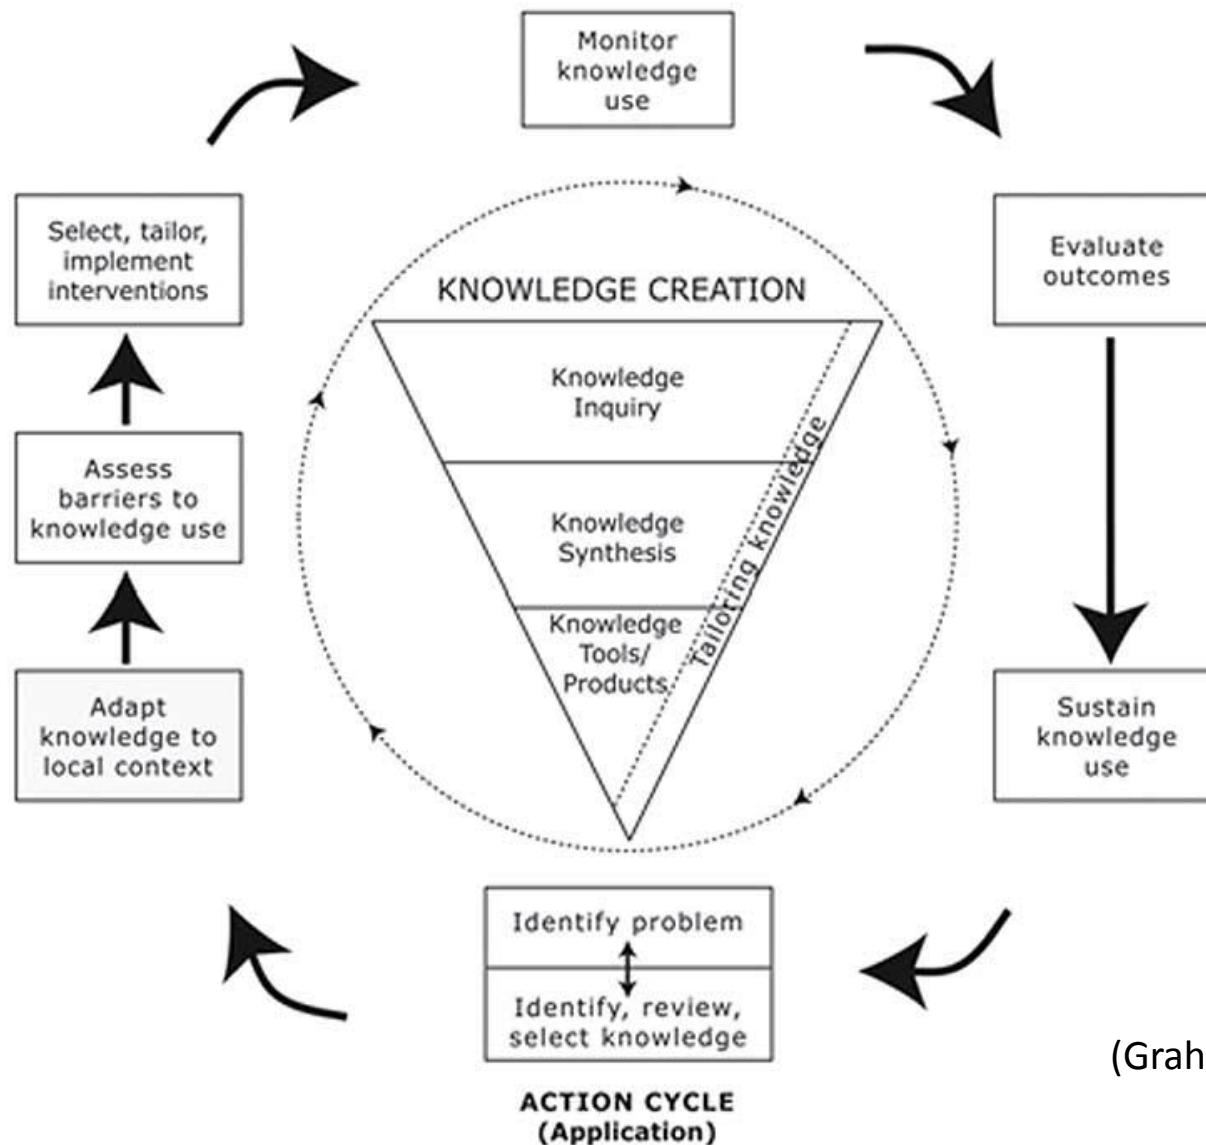 Monitor
knowledge
use
Select, tailor,
implement
interventions
Evaluate
outcomes
KNOWLEDGE CREATION
Knowledge
Inquiry
Assess
barriers to
knowledge use
Knowledge
Synthesis
Tailoring knowledge
Knowledge
Tools/
Products
Adapt
knowledge to
local context
Sustain
knowledge
use
Identify problem
Identify, review,
select knowledge
(Grah
ACTION CYCLE
(Application)